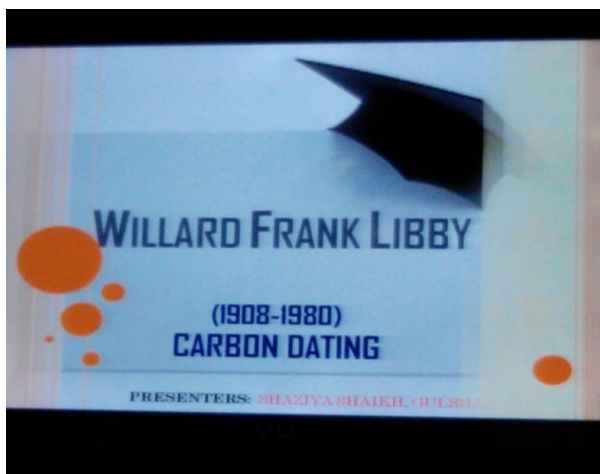 WILLARD FRANK LIBBY
(1908-1980)
CARBON DATING
PRESENTERS: SHAZIYA SHAIKH,